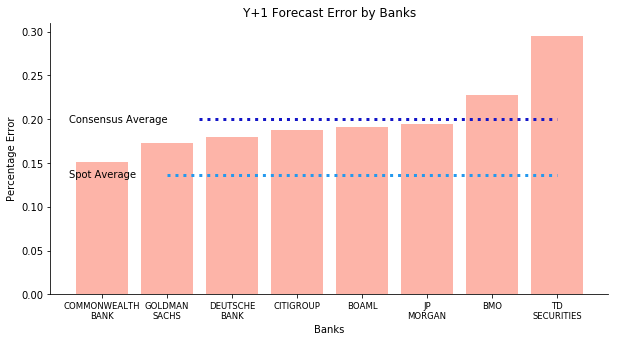 Y+1 Forecast Error by Banks
Percentage Error
0.30
0.25
0.20
0.15
0.10
0.05
0.00
Consensus Average
Spot Average
COMMONWEALTH
BANK
GOLDMAN
SACHS
DEUTSCHE
BANK
CITIGROUP
BOAML
JP
MORGAN
BMO
TD
SECURITIES
Banks